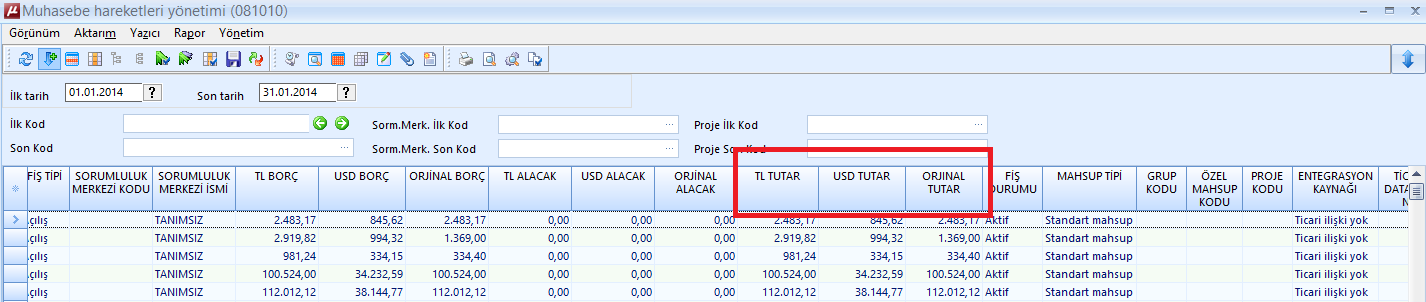 Muhasebe hareketleri yönetimi (081010)
Görünüm Aktarım Yazıcı Rapor Yönetim
İlk tarih 01.01.2014 ? Son tarih 31.01.2014 ?
İlk Kod Sorm.Merk. İlk Kod ... Proje İlk Kod ...
Son Kod ... Sorm.Merk. Son Kod ... Proje Son Kod
FİŞ TİPİ SORUMLULUK SORUMLULUK TL BORÇ USD BORÇ ORJİNAL BORÇ TL ALACAK USD ALACAK ORJİNAL TL TUTAR USD TUTAR ORJINAL FİŞ MAHSUP TİPİ GRUP ÖZEL PROJE ENTEGRASYON TİC
MERKEZİ KODU MERKEZİ İSMİ ALACAK TUTAR DURUMU KODU MAHSUP KODU KAYNAĞI DATA
KODU N
açılış TANIMSIZ 2.483,17 845,62 2.483,17 0,00 0,00 0,00 2.483,17 845,62 2.483,17 Aktif Standart mahsup Ticari ilişki yok
açılış TANIMSIZ 2.919,82 994,32 1.369,00 0,00 0,00 0,00 2.919,82 994,32 1.369,00 Aktif Standart mahsup Ticari ilişki yok
açılış TANIMSIZ 981,24 334,15 334,40 0,00 0,00 0,00 981,24 334,15 334,40 Aktif Standart mahsup Ticari ilişki yok
açılış TANIMSIZ 100.524,00 34.232,59 100.524,00 0,00 0,00 0,00 100.524,00 34.232,59 100.524,00 Aktif Standart mahsup Ticari ilişki yok
açılış TANIMSIZ 112.012,12 38.144,77 112.012,12 0,00 0,00 0,00 112.012,12 38.144,77 112.012,12 Aktif Standart mahsup Ticari ilişki yok